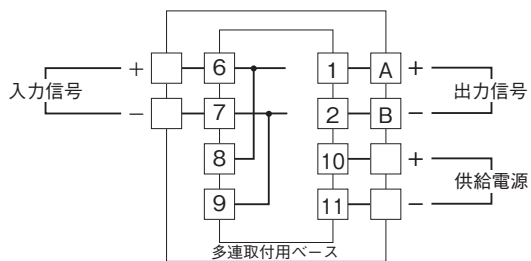 + 6 1 A +
入力信号 出力信号
− 7 2 B −
8 10 +
供給電源
9 11 −
多連取付用ベース